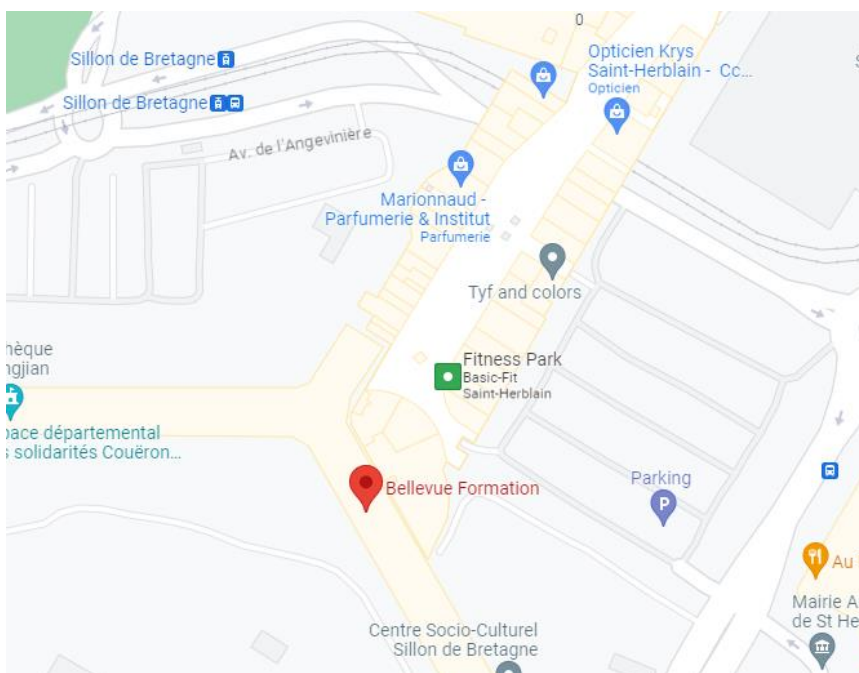 0
Opticien Krys
Saint-Herblain - Cc...
Opticien
Sillon de Bretagne
Sillon de Bretagne
Av. de l'Angevinière
Marionnaud -
Parfumerie & Institut
Parfumerie
Tyf and colors
hèque
ngjian
Fitness Park
Basic-Fit
Saint-Herblain
pace départemental
s solidarités Couëron...
Bellevue Formation
Parking
P
Au
Mairie A
de St He
Centre Socio-Culturel
Sillon de Bretagne